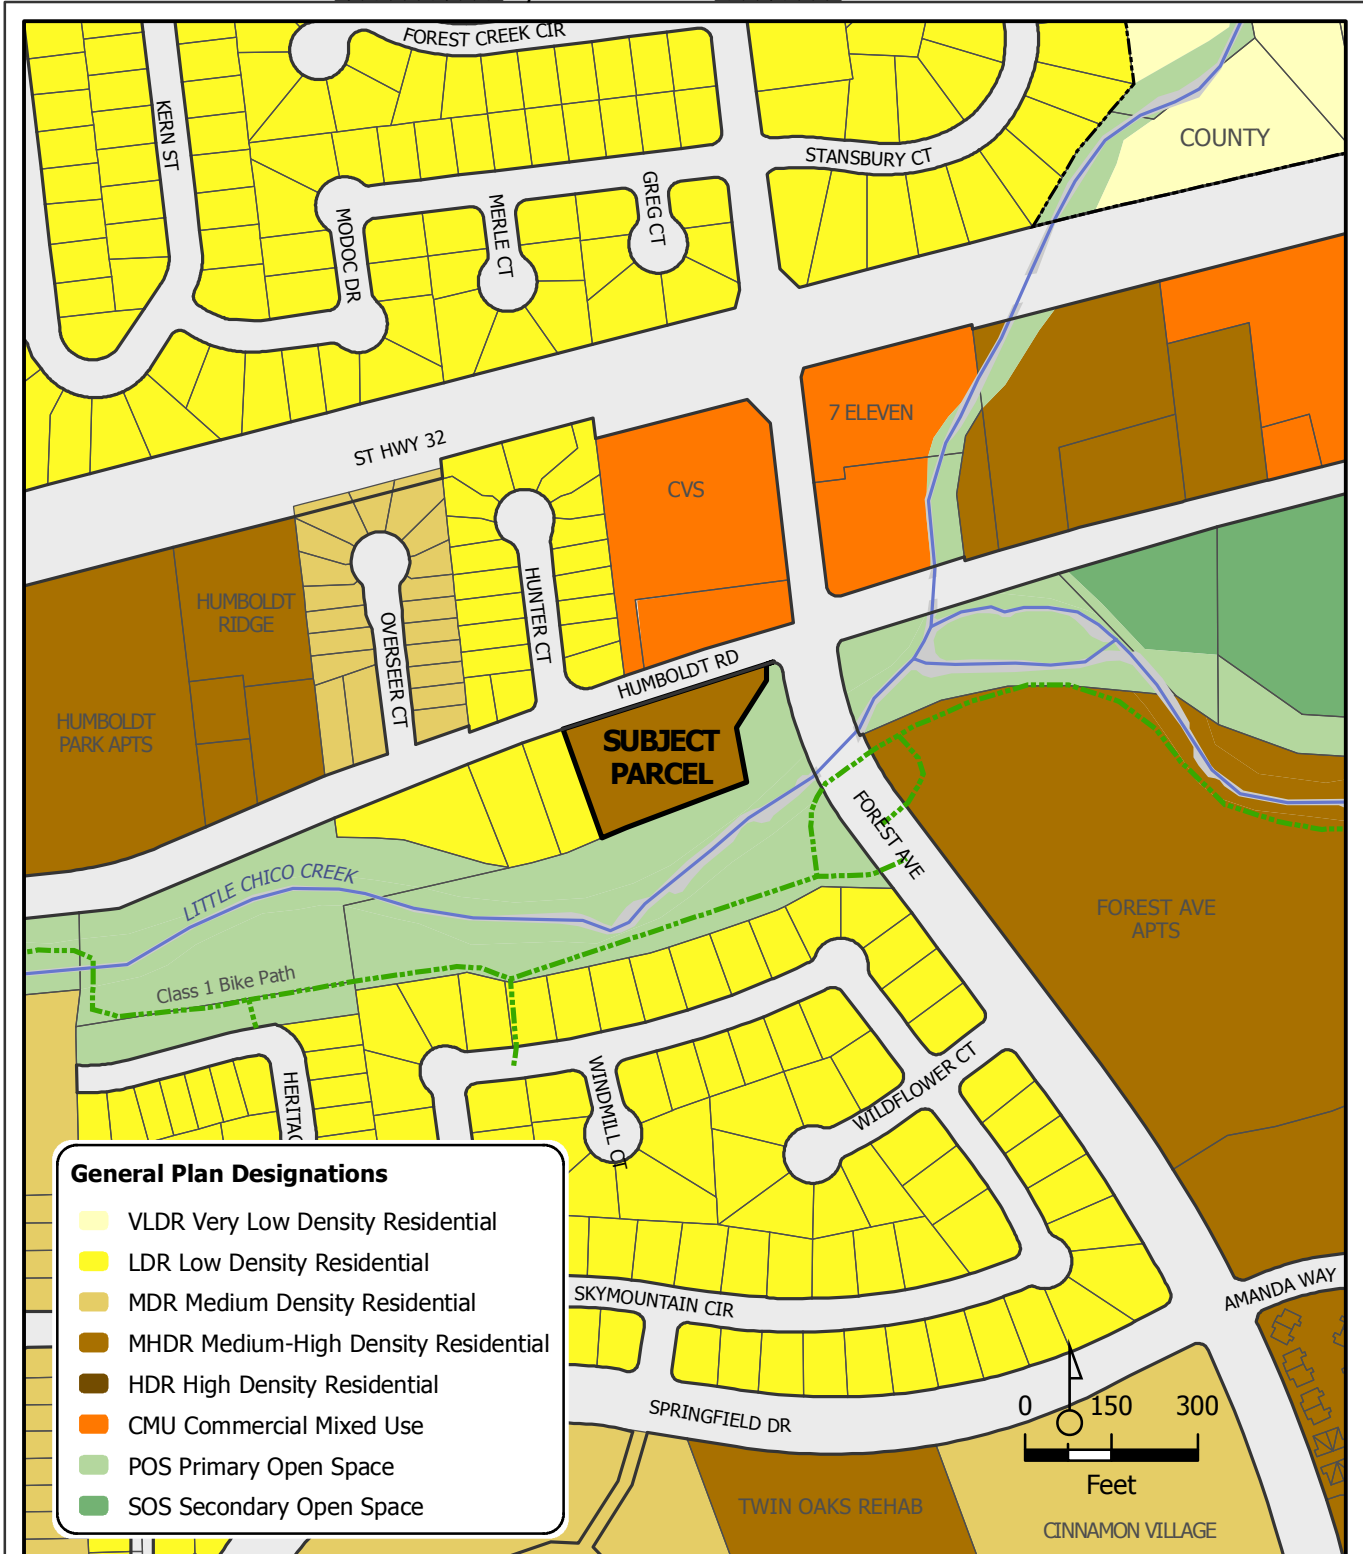 FOREST CREEK CIR
KERN ST
COUNTY
STANSBURY CT
MODOC DR
MERLE CT
GREG CT
7 ELEVEN
ST HWY 32
CVS
HUMBOLDT
RIDGE
OVERSEER CT
HUNTER CT
HUMBOLDT RD
HUMBOLDT
PARK APTS
SUBJECT
PARCEL
FOREST AVE
LITTLE CHICO CREEK
FOREST AVE
APTS
Class 1 Bike Path
HERITAG
WINDMILL CT
WILDFLOWER CT
General Plan Designations
VLDR Very Low Density Residential
LDR Low Density Residential
MDR Medium Density Residential
MHDR Medium-High Density Residential
HDR High Density Residential
CMU Commercial Mixed Use
POS Primary Open Space
SOS Secondary Open Space
SKYMOUNTAIN CIR
AMANDA WAY
SPRINGFIELD DR
0 150 300
Feet
TWIN OAKS REHAB
CINNAMON VILLAGE